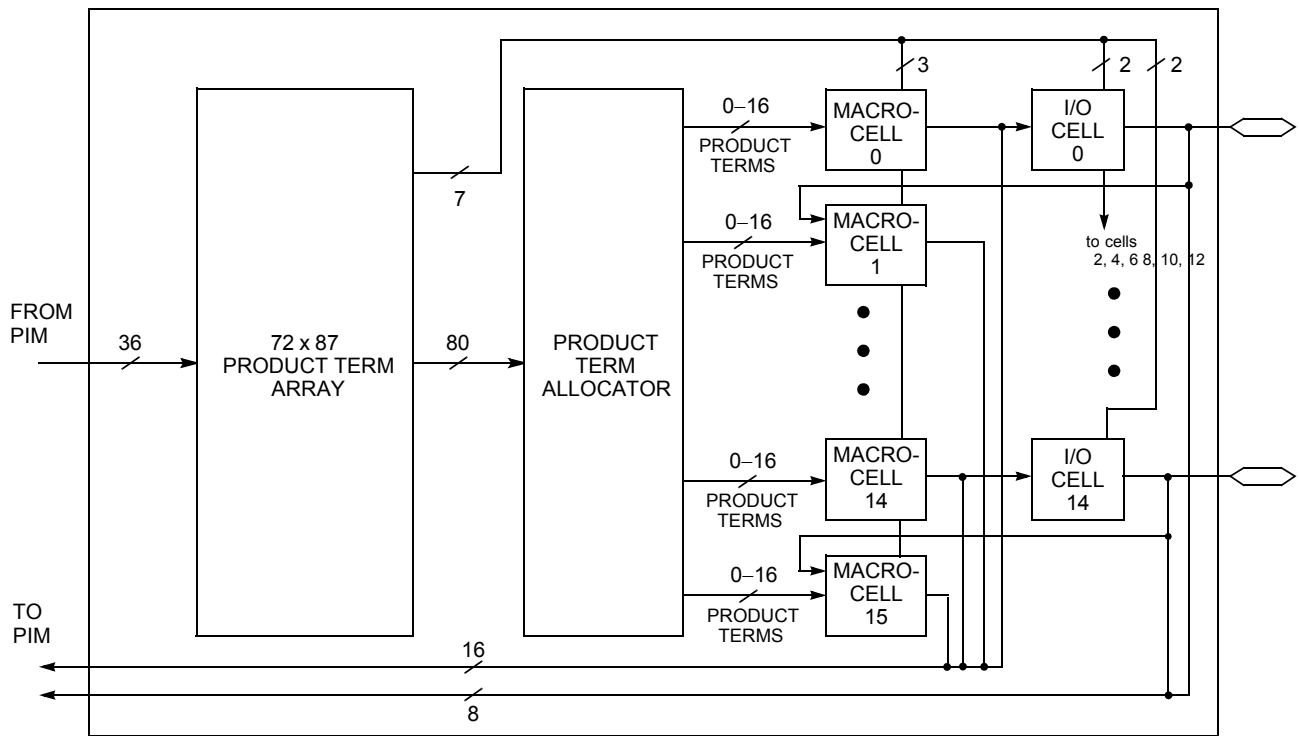 3
2
2
7
0–16
PRODUCT
TERMS
MACRO-
CELL
0
I/O
CELL
0
0–16
PRODUCT
TERMS
MACRO-
CELL
1
to cells
2, 4, 6 8, 10, 12
FROM
PIM
36
72 x 87
PRODUCT TERM
ARRAY
80
PRODUCT
TERM
ALLOCATOR
0–16
PRODUCT
TERMS
MACRO-
CELL
14
I/O
CELL
14
0–16
PRODUCT
TERMS
MACRO-
CELL
15
TO
PIM
16
8